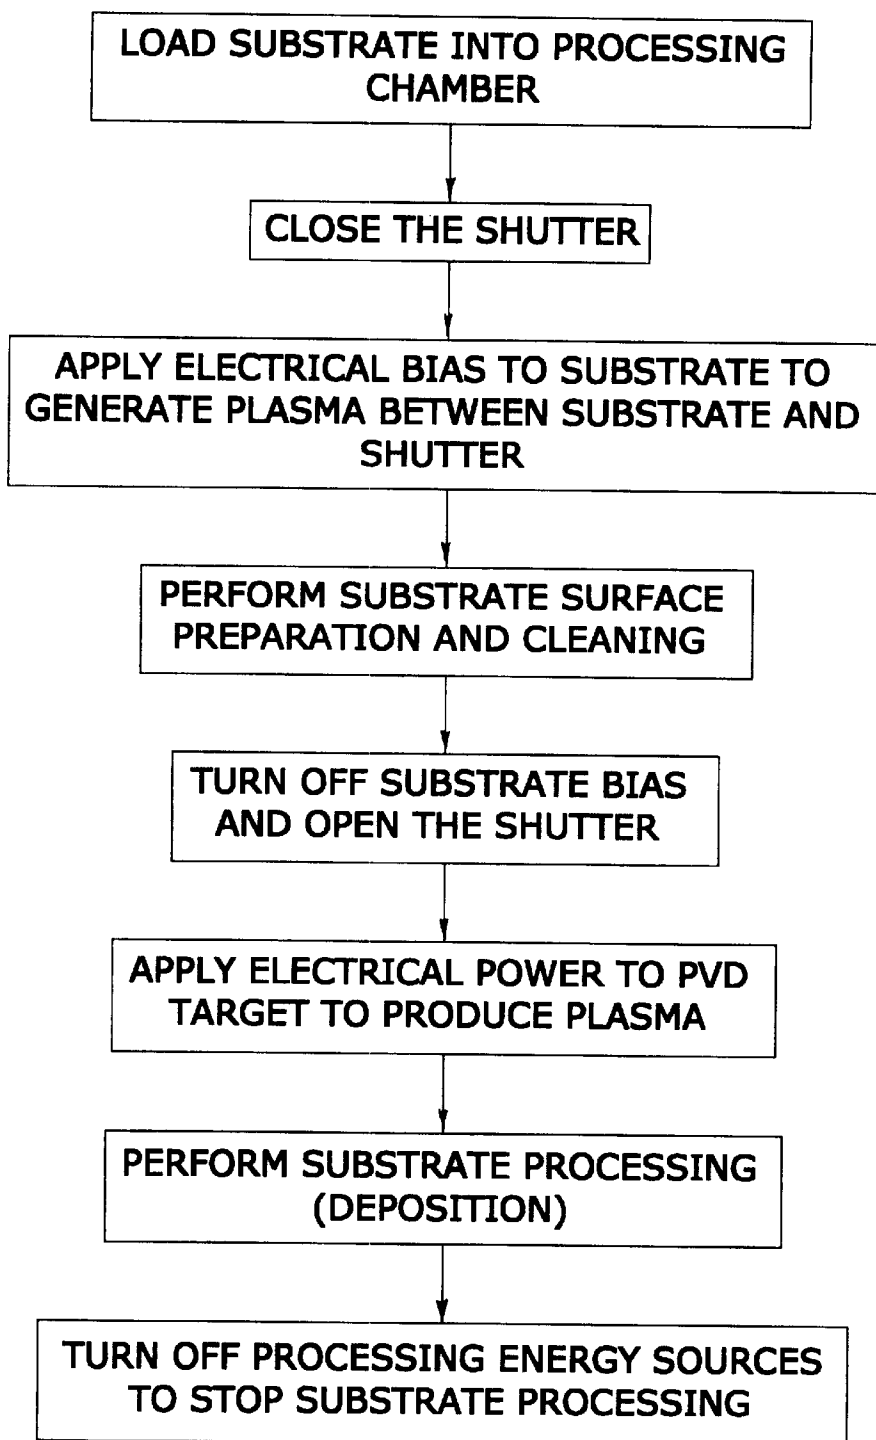 LOAD SUBSTRATE INTO PROCESSING
CHAMBER
CLOSE THE SHUTTER
APPLY ELECTRICAL BIAS TO SUBSTRATE TO
GENERATE PLASMA BETWEEN SUBSTRATE AND
SHUTTER
PERFORM SUBSTRATE SURFACE
PREPARATION AND CLEANING
TURN OFF SUBSTRATE BIAS
AND OPEN THE SHUTTER
APPLY ELECTRICAL POWER TO PVD
TARGET TO PRODUCE PLASMA
PERFORM SUBSTRATE PROCESSING
(DEPOSITION)
TURN OFF PROCESSING ENERGY SOURCES
TO STOP SUBSTRATE PROCESSING